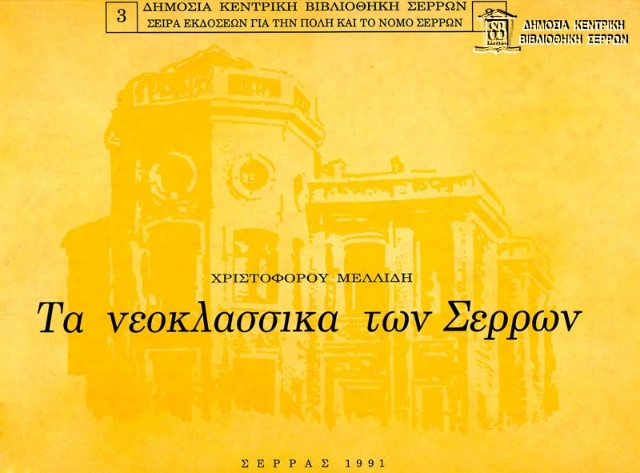 3
ΔΗΜΟΣΙΑ ΚΕΝΤΡΙΚΗ ΒΙΒΛΙΟΘΗΚΗ ΣΕΡΡΩΝ
ΣΕΙΡΑ ΕΚΔΟΣΕΩΝ ΓΙΑ ΤΗΝ ΠΟΛΗ ΚΑΙ ΤΟ ΝΟΜΟ ΣΕΡΡΩΝ
ΔΗΜΟΣΙΑ ΚΕΝΤΡΙΚΗ
ΒΙΒΛΙΟΘΗΚΗ ΣΕΡΡΩΝ
ΧΡΙΣΤΟΦΟΡΟΥ ΜΕΛΛΙΔΗ
Τα νεοκλασσικα των Σερρων
ΣΕΡΡΑΣ 1991